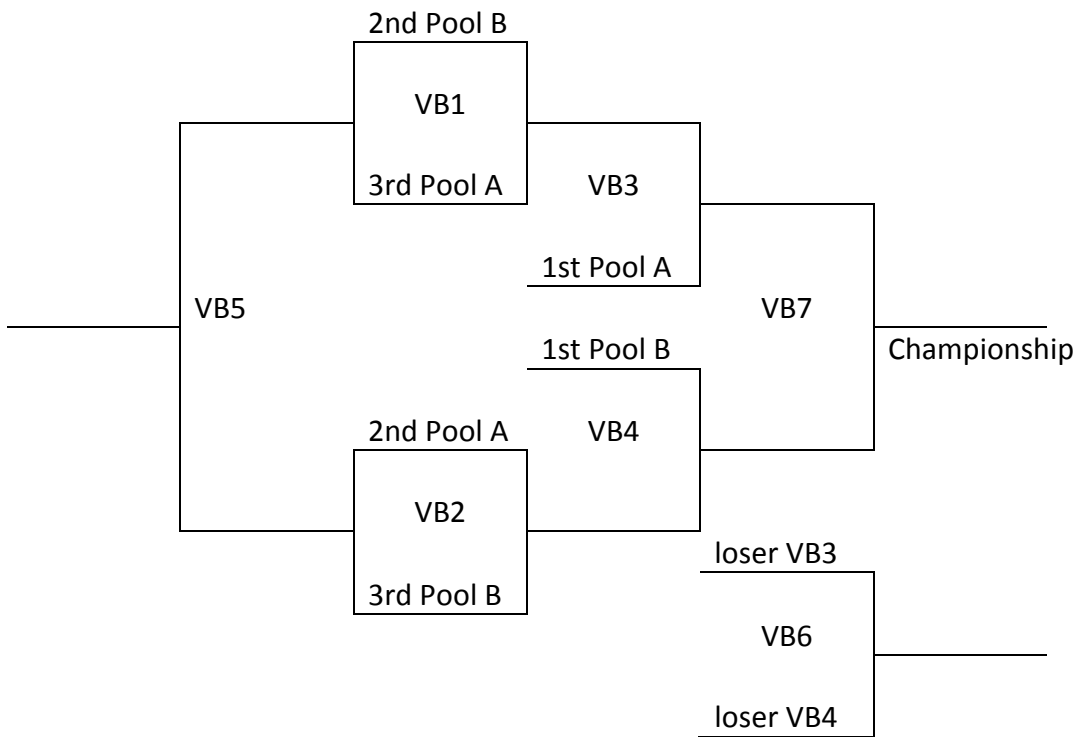 2nd Pool B
VB1
3rd Pool A
VB3
1st Pool A
VB5
VB7
1st Pool B
Championship
2nd Pool A
VB4
VB2
loser VB3
3rd Pool B
VB6
loser VB4